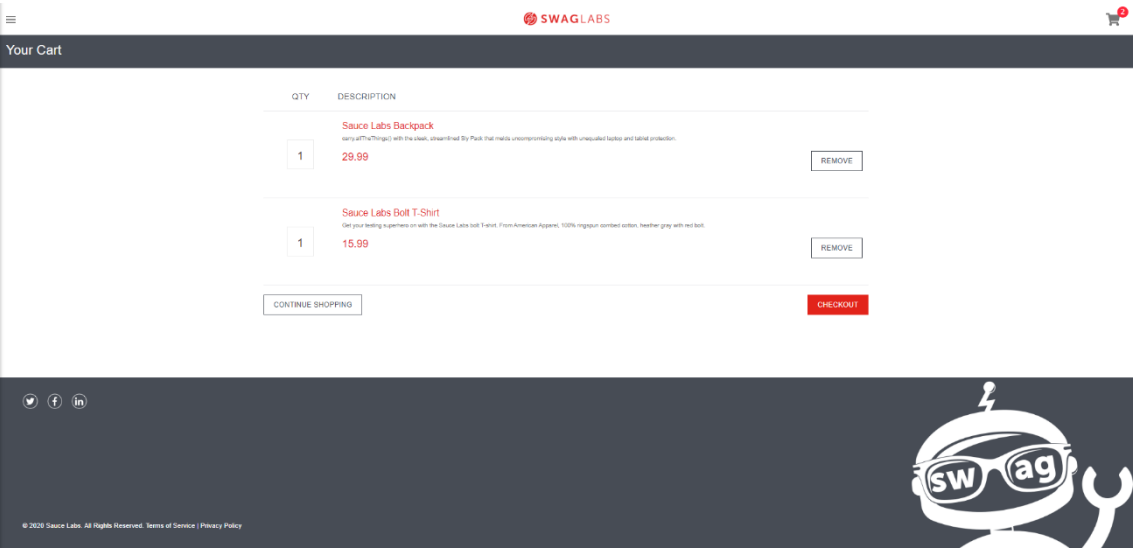 SWAGLABS
2
Your Cart
QTY DESCRIPTION
Sauce Labs Backpack
carry.allTheThings() with the sleek, streamlined Sly Pack that melds uncompromising style with unequaled laptop and tablet protection.
1 29.99
REMOVE
Sauce Labs Bolt T-Shirt
Get your testing superhero on with the Sauce Labs bolt T-shirt. From American Apparel, 100% ringspun combed cotton, heather gray with red bolt.
1 15.99
REMOVE
CONTINUE SHOPPING CHECKOUT
sw ag
© 2020 Sauce Labs. All Rights Reserved. Terms of Service | Privacy Policy